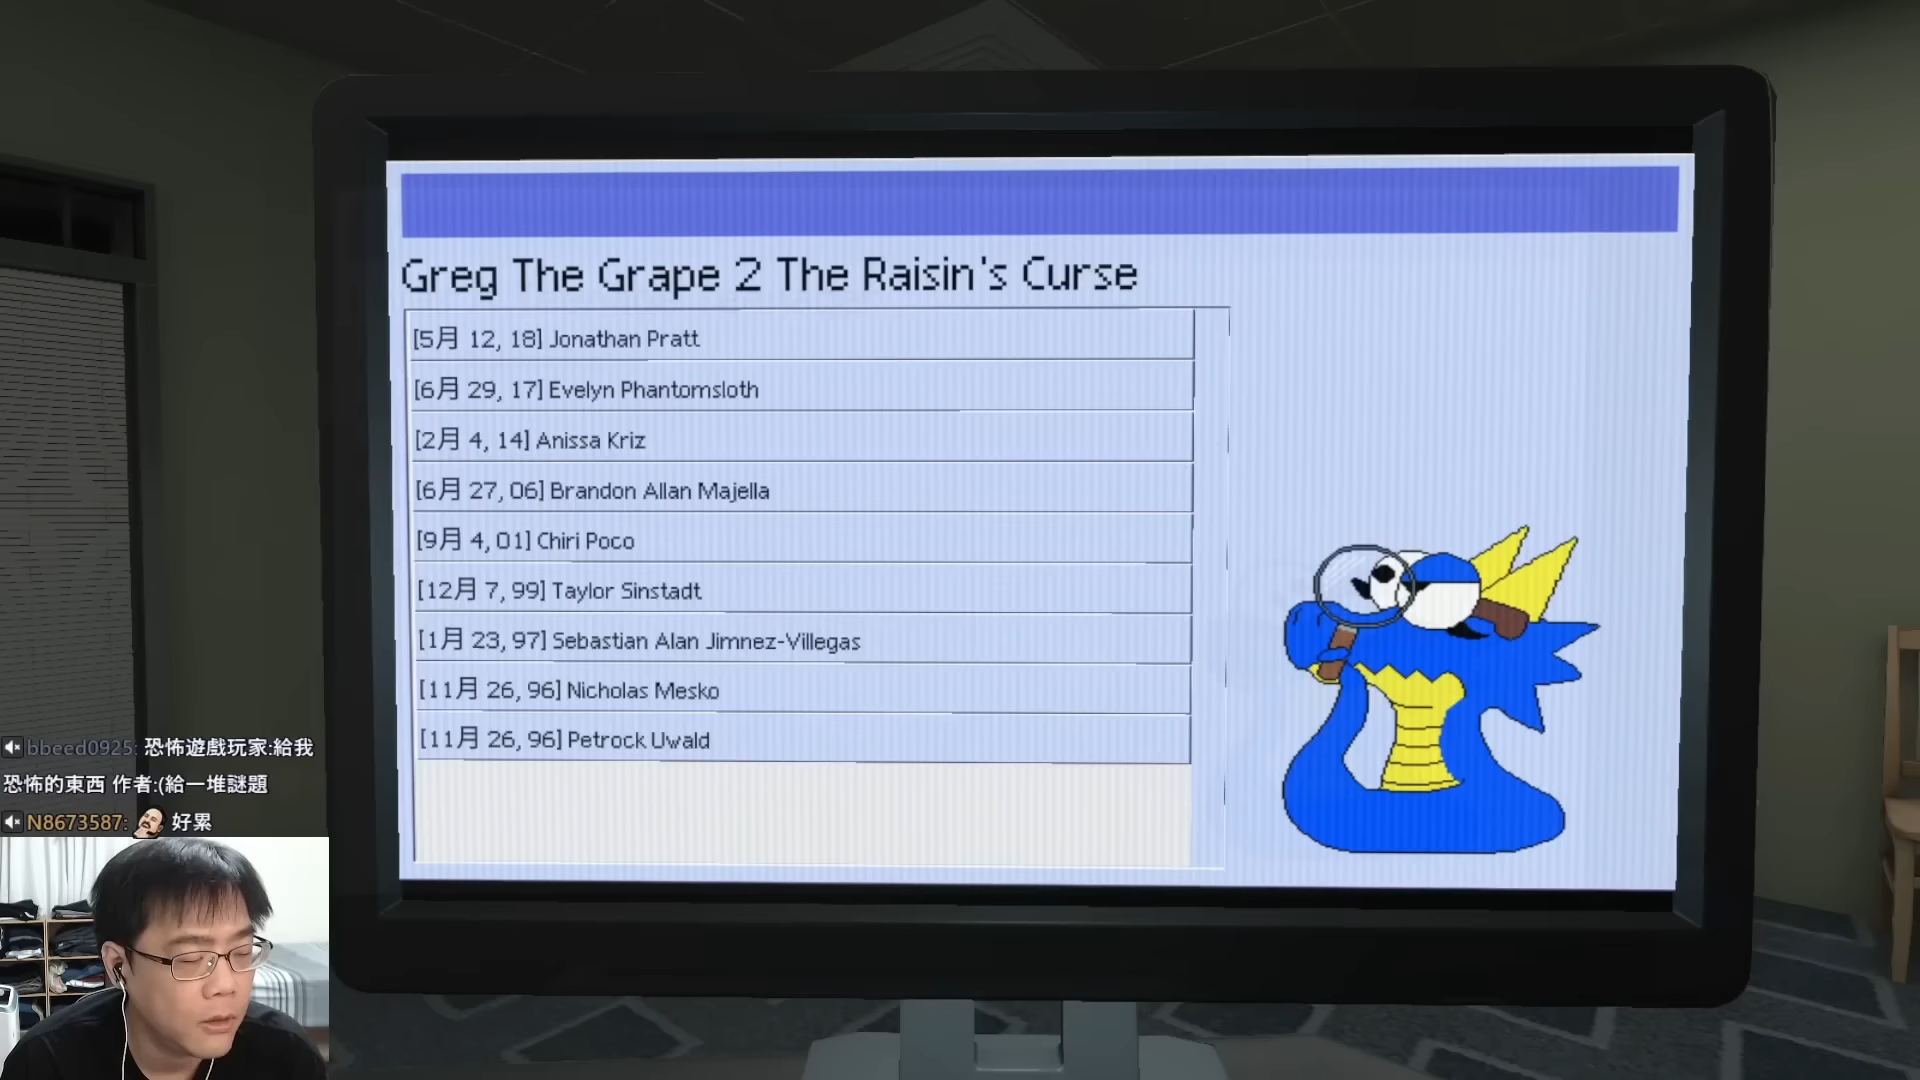 Greg The Grape 2 The Raisin's Curse
[5月 12, 18] Jonathan Pratt
[6月 29, 17] Evelyn Phantomsloth
[2月 4, 14] Anissa Kriz
[6月 27, 06] Brandon Allan Majella
[9月 4, 01] Chiri Poco
[12月 7, 99] Taylor Sinstadt
[1月 23, 97] Sebastian Alan Jimnez-Villegas
[11月 26, 96] Nicholas Mesko
[11月 26, 96] Petrock Uwald
bbeed0925: 恐怖遊戲玩家:給我
恐怖的東西 作者:(給一堆謎題
N8673587: 好累